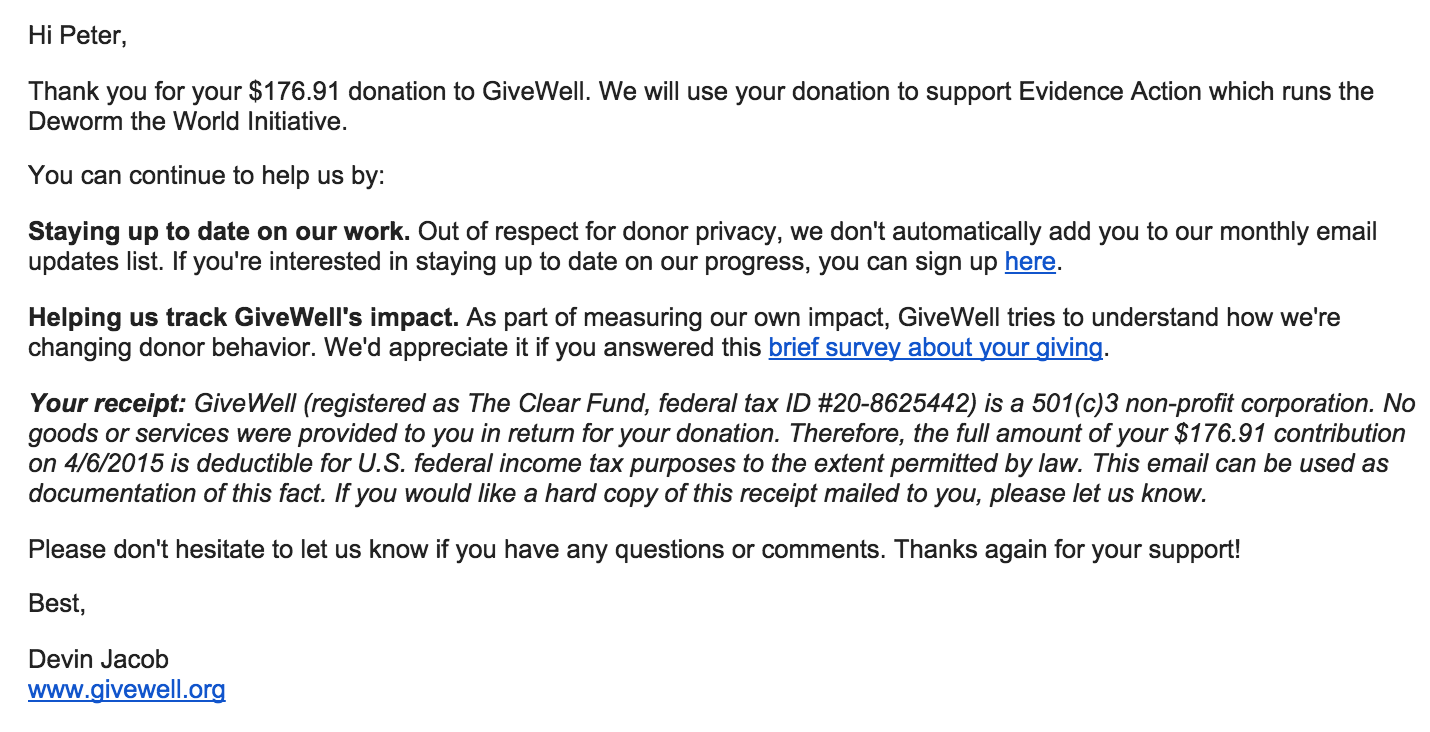 Hi Peter,
Thank you for your $176.91 donation to GiveWell. We will use your donation to support Evidence Action which runs the
Deworm the World Initiative.
You can continue to help us by:
Staying up to date on our work. Out of respect for donor privacy, we don't automatically add you to our monthly email
updates list. If you're interested in staying up to date on our progress, you can sign up here.
Helping us track GiveWell's impact. As part of measuring our own impact, GiveWell tries to understand how we're
changing donor behavior. We'd appreciate it if you answered this brief survey about your giving.
Your receipt: GiveWell (registered as The Clear Fund, federal tax ID #20-8625442) is a 501(c)3 non-profit corporation. No
goods or services were provided to you in return for your donation. Therefore, the full amount of your $176.91 contribution
on 4/6/2015 is deductible for U.S. federal income tax purposes to the extent permitted by law. This email can be used as
documentation of this fact. If you would like a hard copy of this receipt mailed to you, please let us know.
Please don't hesitate to let us know if you have any questions or comments. Thanks again for your support!
Best,
Devin Jacob
www.givewell.org